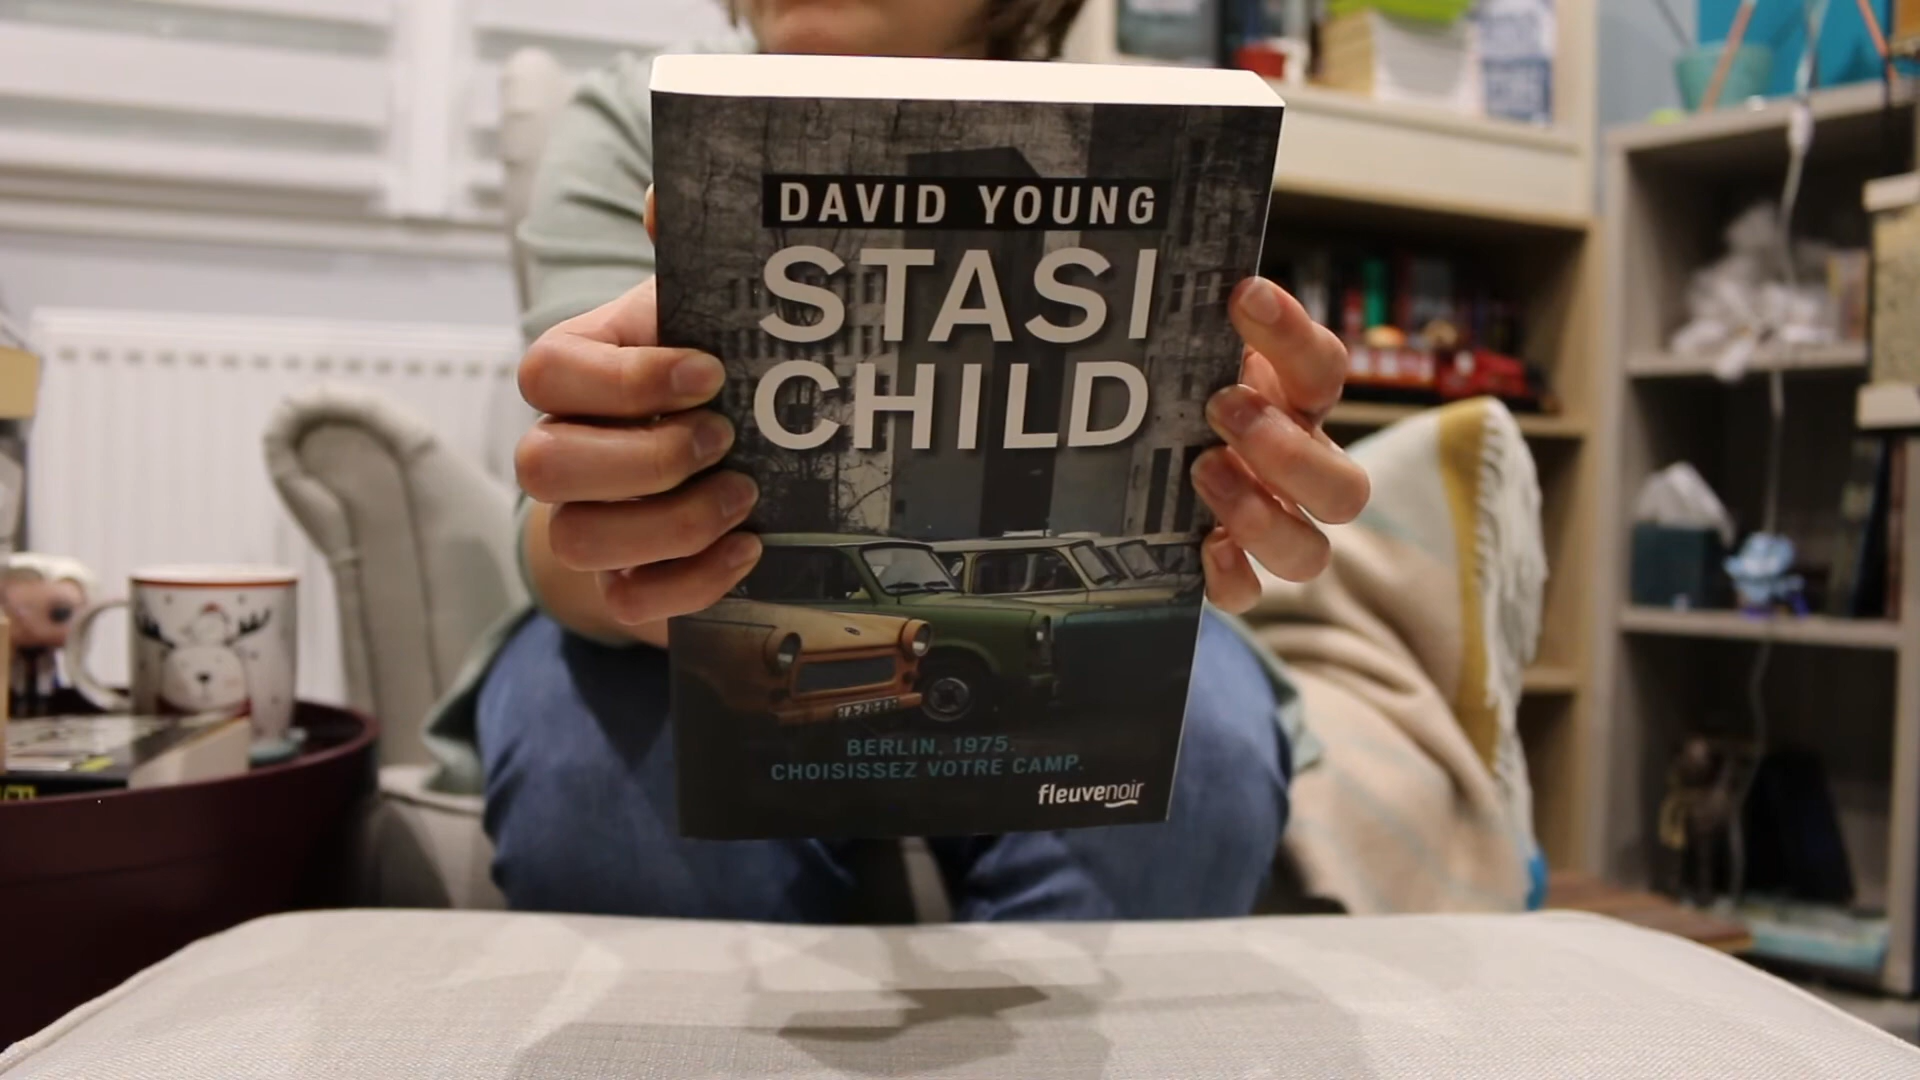 DAVID YOUNG
STASI
CHILD
BERLIN, 1975.
CHOISISSEZ VOTRE CAMP.
fleuvenoir